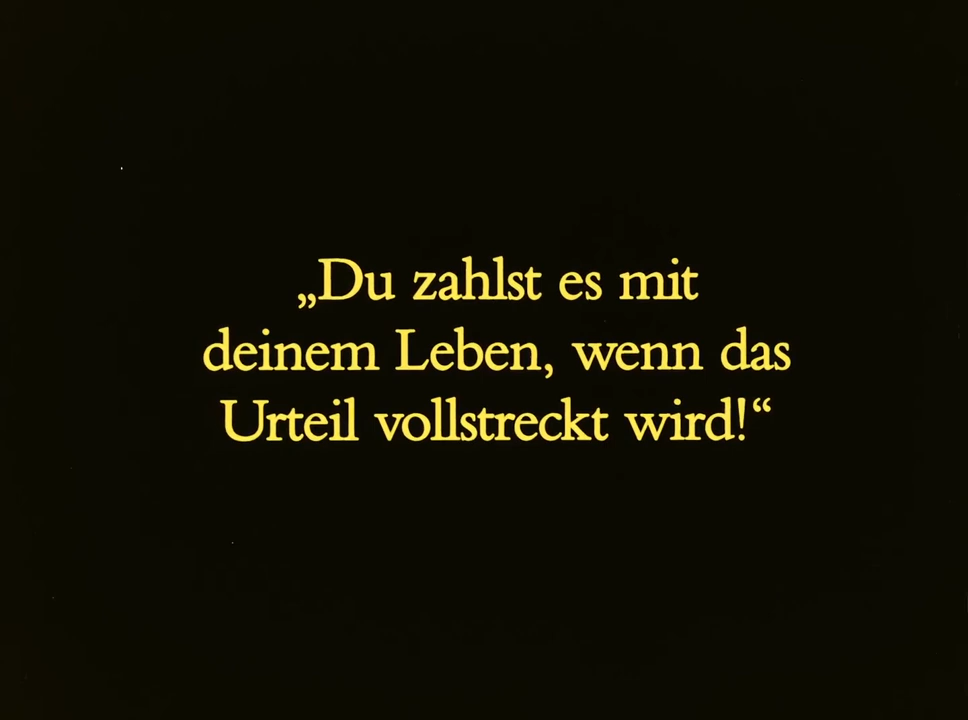 „Du zahlst es mit
deinem Leben, wenn das
Urteil vollstreckt wird!“